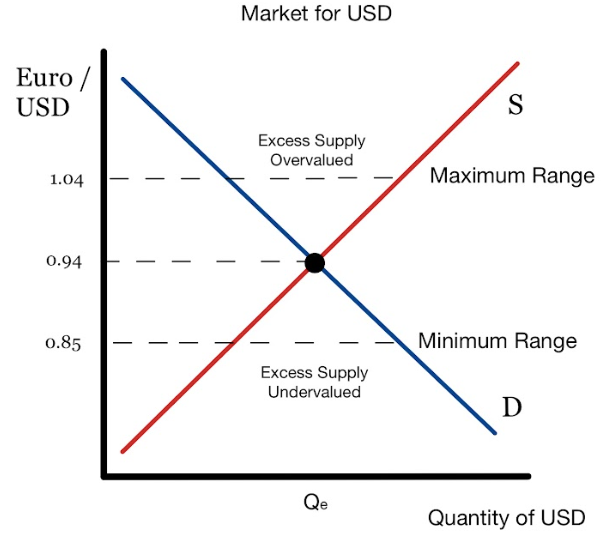 Market for USD
Euro /
USD
S
Excess Supply
Overvalued
1.04
Maximum Range
0.94
0.85
Minimum Range
Excess Supply
Undervalued
D
Qe
Quantity of USD